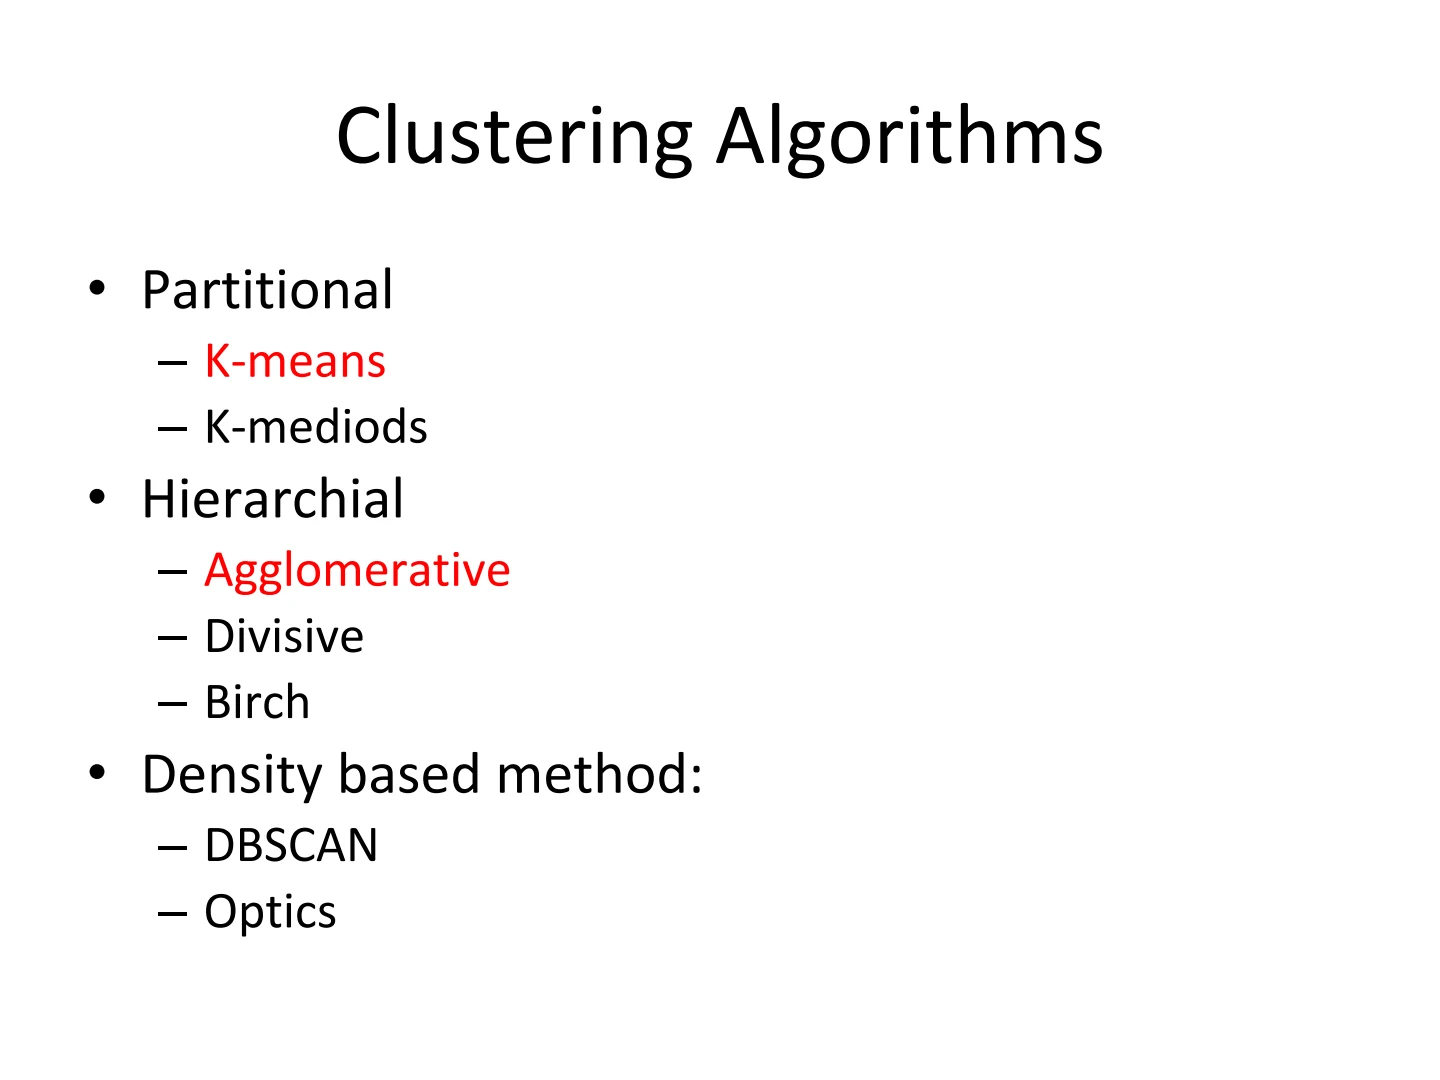 Clustering Algorithms
• Partitional
– K-means
– K-mediods
• Hierarchial
– Agglomerative
– Divisive
– Birch
• Density based method:
– DBSCAN
– Optics